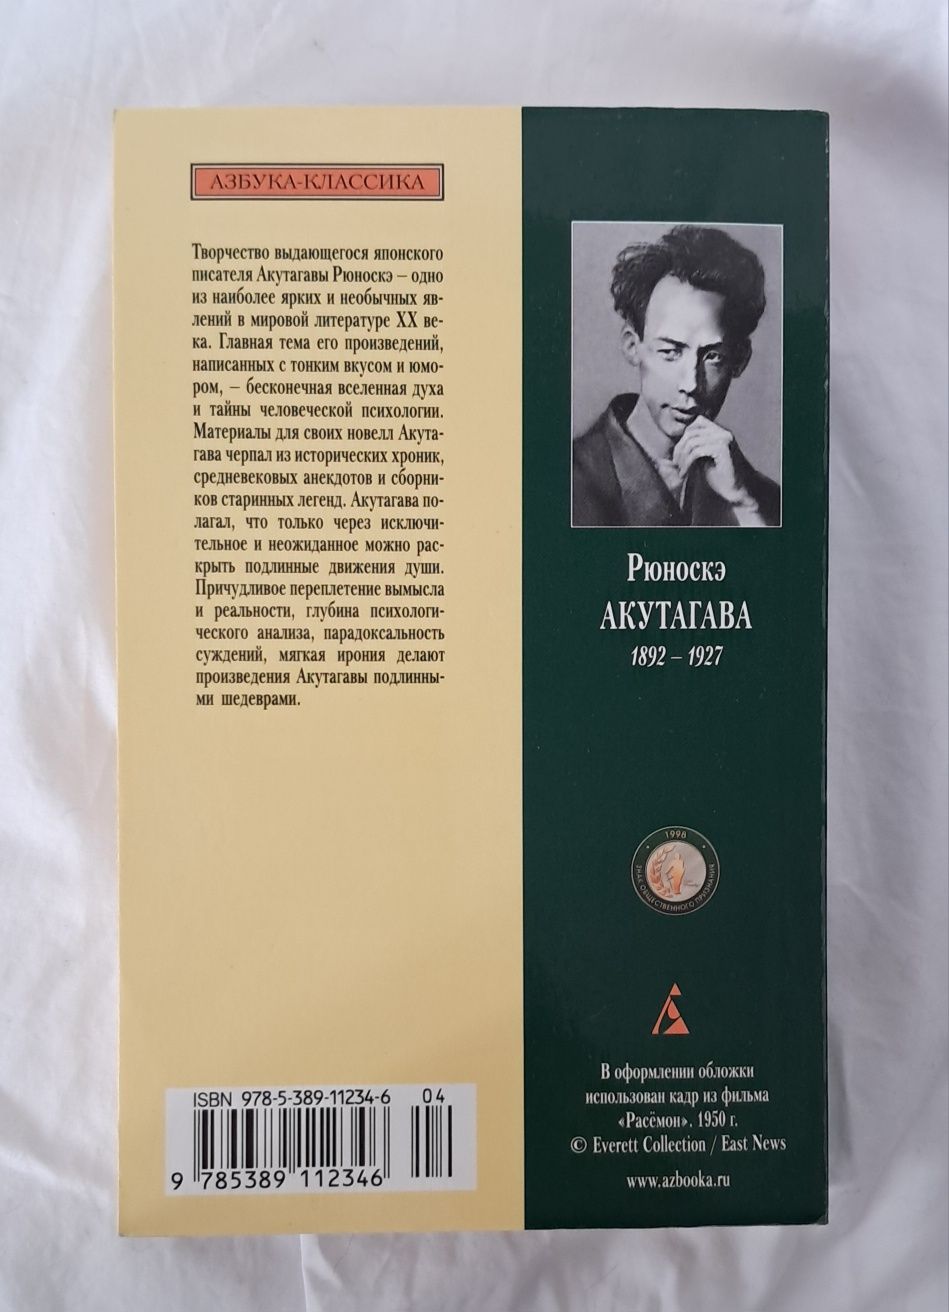 АЗБУКА-КЛАССИКА
Творчество выдающегося японского
писателя Акутагавы Рюноскэ – одно
из наиболее ярких и необычных яв-
лений в мировой литературе XX ве-
ка. Главная тема его произведений,
написанных с тонким вкусом и юмо-
ром, – бесконечная вселенная духа
и тайны человеческой психологии.
Материалы для своих новелл Акута-
гава черпал из исторических хроник,
средневековых анекдотов и сборни-
ков старинных легенд. Акутагава по-
лагал, что только через исключи-
тельное и неожиданное можно рас-
крыть подлинные движения души.
Причудливое переплетение вымысла
и реальности, глубина психологи-
ческого анализа, парадоксальность
суждений, мягкая ирония делают
произведения Акутагавы подлинны-
ми шедеврами.
ISBN 978-5-389-11234-6
04
9 785389 112346
Рюноскэ
АКУТАГАВА
1892 – 1927
1998
ЗНАК ОБЩЕСТВЕННОГО ПРИЗНАНИЯ
В оформлении обложки
использован кадр из фильма
«Расёмон». 1950 г.
© Everett Collection / East News
www.azbooka.ru